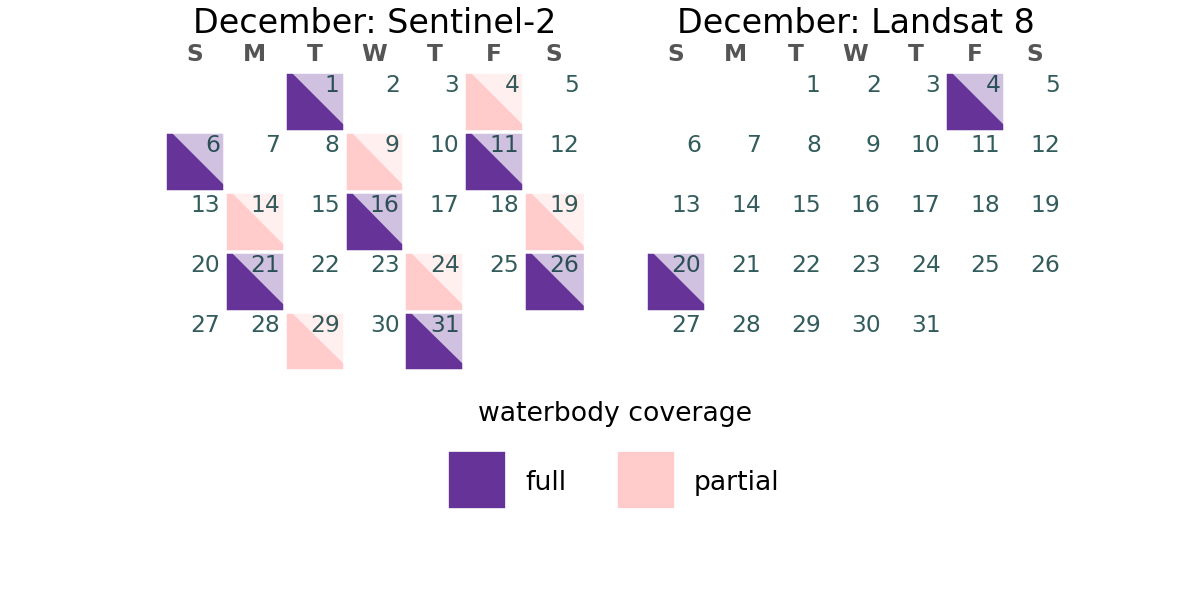 December: Sentinel-2
S M T W T F S
1 2 3 4 5
6 7 8 9 10 11 12
13 14 15 16 17 18 19
20 21 22 23 24 25 26
27 28 29 30 31
December: Landsat 8
S M T W T F S
1 2 3 4 5
6 7 8 9 10 11 12
13 14 15 16 17 18 19
20 21 22 23 24 25 26
27 28 29 30 31
waterbody coverage
full partial